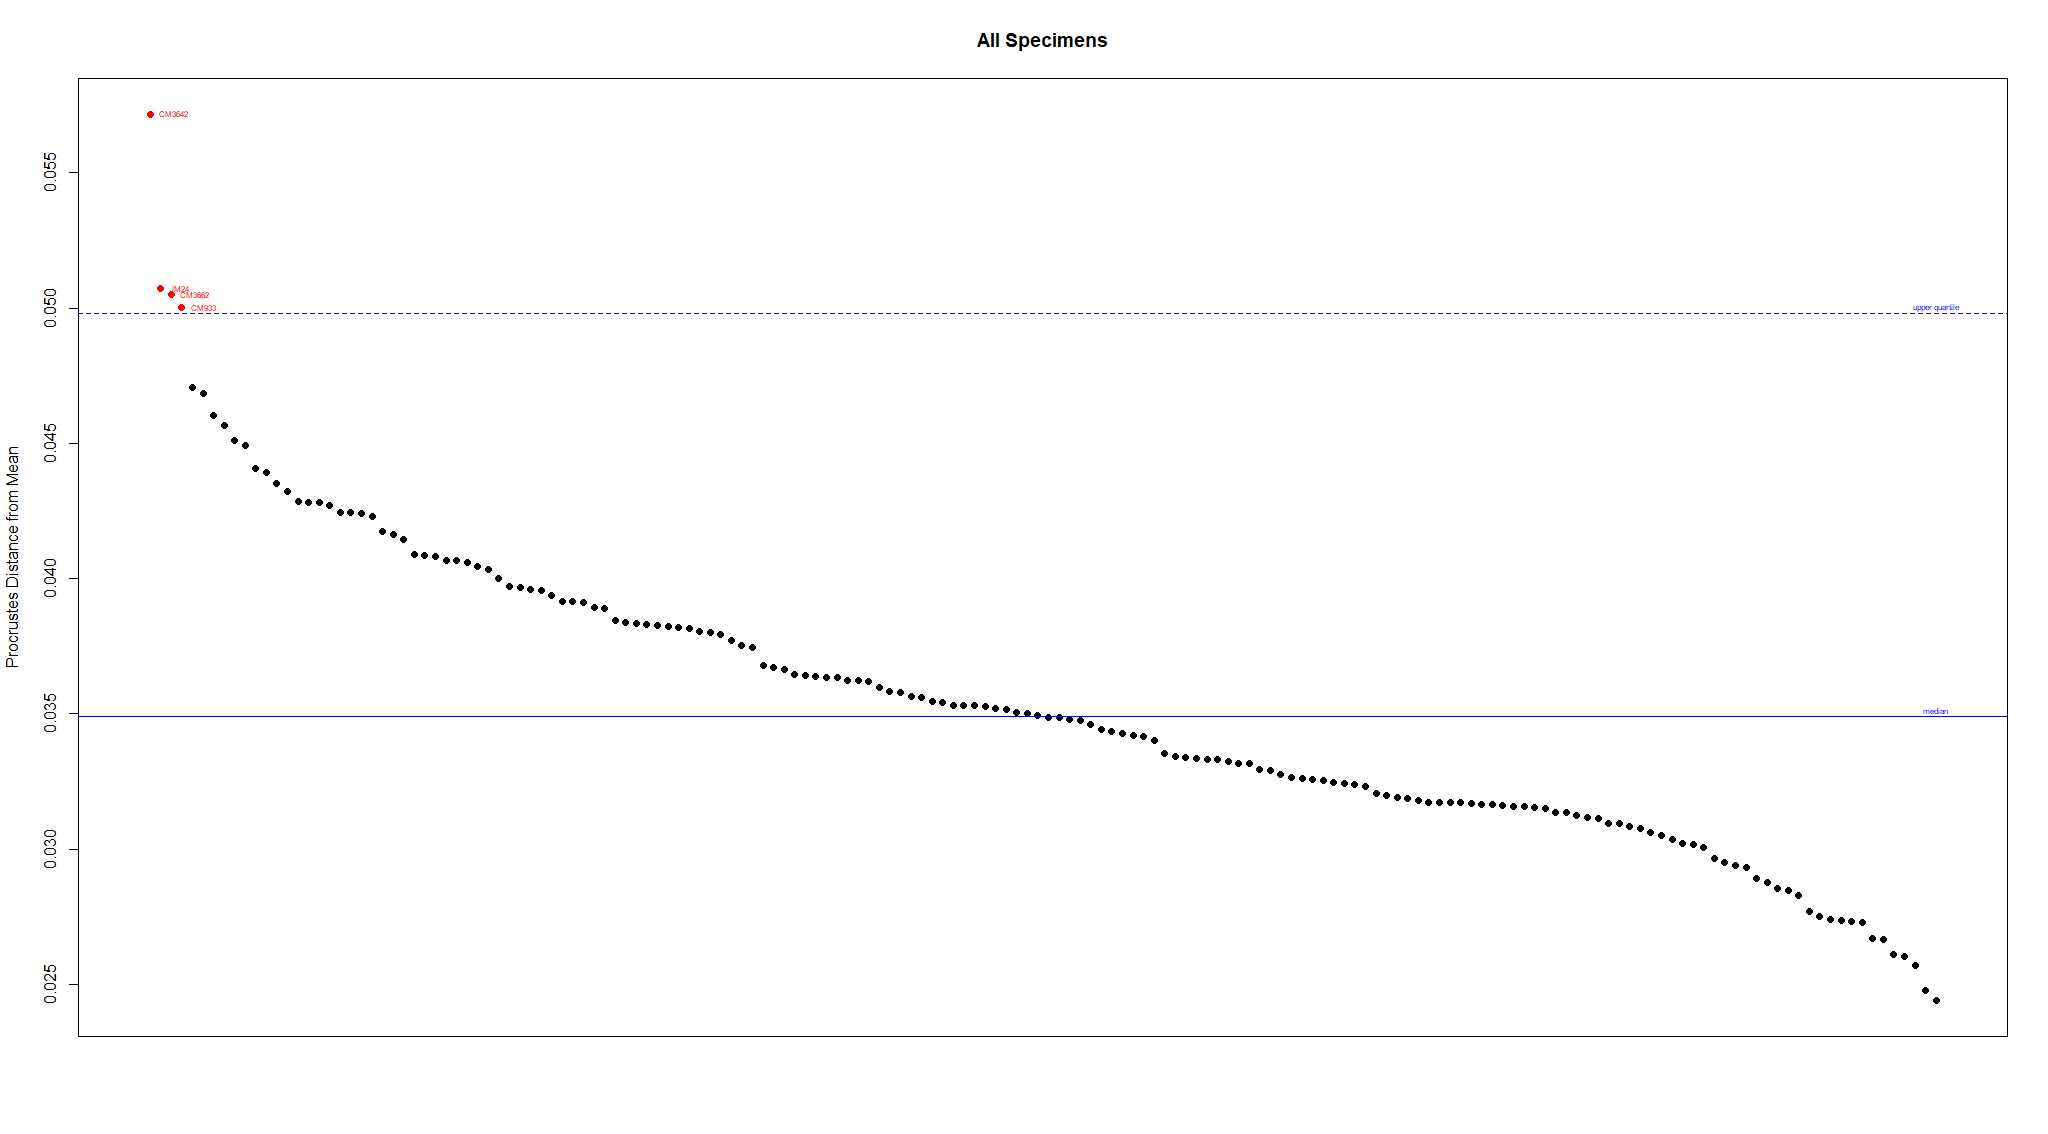 All Specimens
CM3642
0.055
IM24
CM3662
0.050
CM933
upper quartile
0.045
Procrustes Distance from Mean
0.040
0.035
median
0.030
0.025